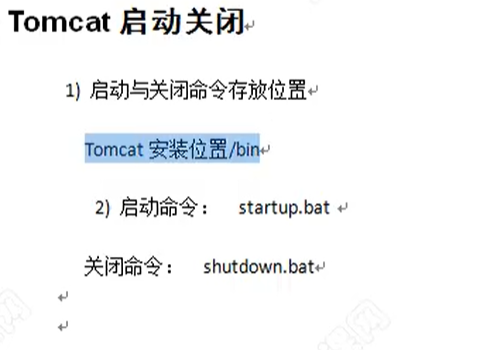 Tomcat 启动关闭
1) 启动与关闭命令存放位置
Tomcat 安装位置/bin
2) 启动命令： startup.bat
关闭命令： shutdown.bat